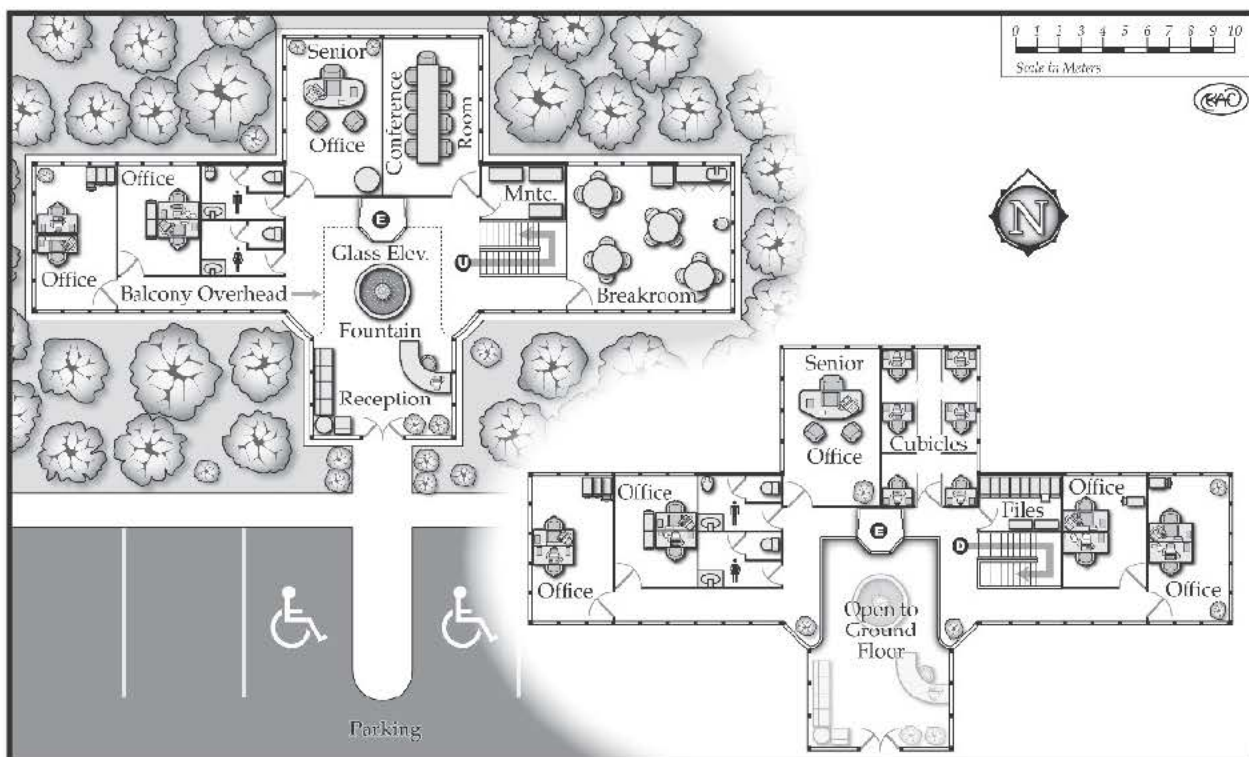 0 1 2 3 4 5 6 7 8 9 10
Scale in Meters
N
Senior
Office
Conference
Room
Office
Office
Mntc.
E
Glass Elev.
U
Balcony Overhead
Breakroom
Fountain
Reception
Senior
Office
Cubicles
Office
Office
Files
Office
Office
E
D
Open to
Ground
Floor
Parking